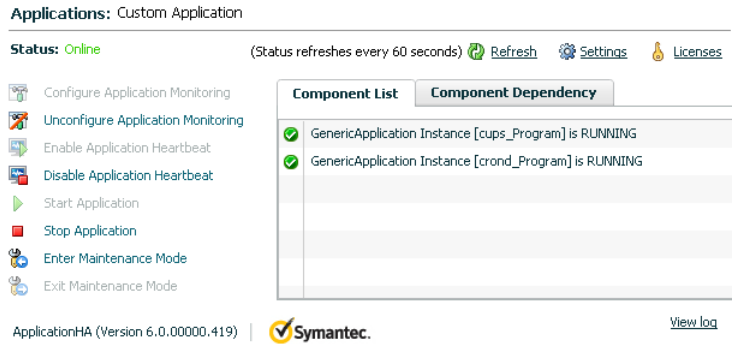 Applications: Custom Application
Status: Online
(Status refreshes every 60 seconds) Refresh Settings Licenses
Configure Application Monitoring
Unconfigure Application Monitoring
Enable Application Heartbeat
Disable Application Heartbeat
Start Application
Stop Application
Enter Maintenance Mode
Exit Maintenance Mode
Component List Component Dependency
GenericApplication Instance [cups_Program] is RUNNING
GenericApplication Instance [crond_Program] is RUNNING
ApplicationHA (Version 6.0.00000.419)
Symantec.
View log